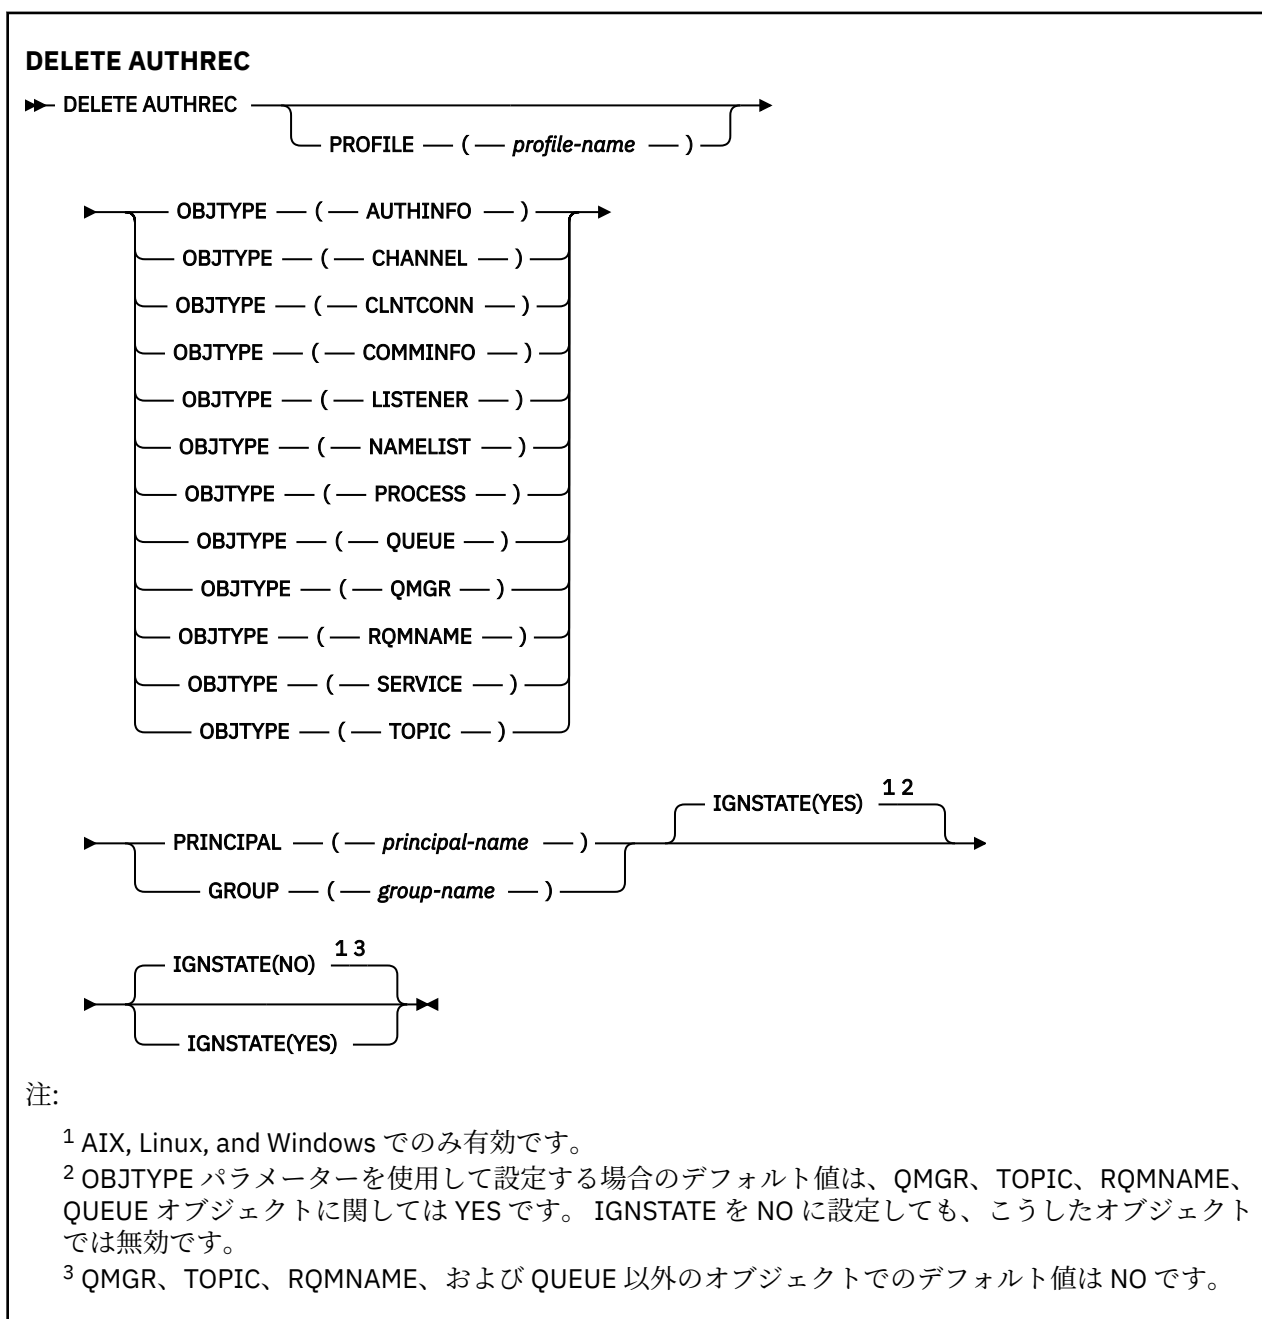 DELETE AUTHREC
DELETE AUTHREC
PROFILE ( profile-name )
OBJTYPE ( AUTHINFO )
OBJTYPE ( CHANNEL )
OBJTYPE ( CLNTCONN )
OBJTYPE ( COMMINFO )
OBJTYPE ( LISTENER )
OBJTYPE ( NAMELIST )
OBJTYPE ( PROCESS )
OBJTYPE ( QUEUE )
OBJTYPE ( QMGR )
OBJTYPE ( RQMNAME )
OBJTYPE ( SERVICE )
OBJTYPE ( TOPIC )
IGNSTATE(YES) 1 2
PRINCIPAL ( principal-name )
GROUP ( group-name )
IGNSTATE(NO) 1 3
IGNSTATE(YES)
注:
1 AIX, Linux, and Windows でのみ有効です。
2 OBJTYPE パラメーターを使用して設定する場合のデフォルト値は、QMGR、TOPIC、RQMNAME、
QUEUE オブジェクトに関しては YES です。 IGNSTATE を NO に設定しても、こうしたオブジェクト
では無効です。
3 QMGR、TOPIC、RQMNAME、および QUEUE 以外のオブジェクトでのデフォルト値は NO です。